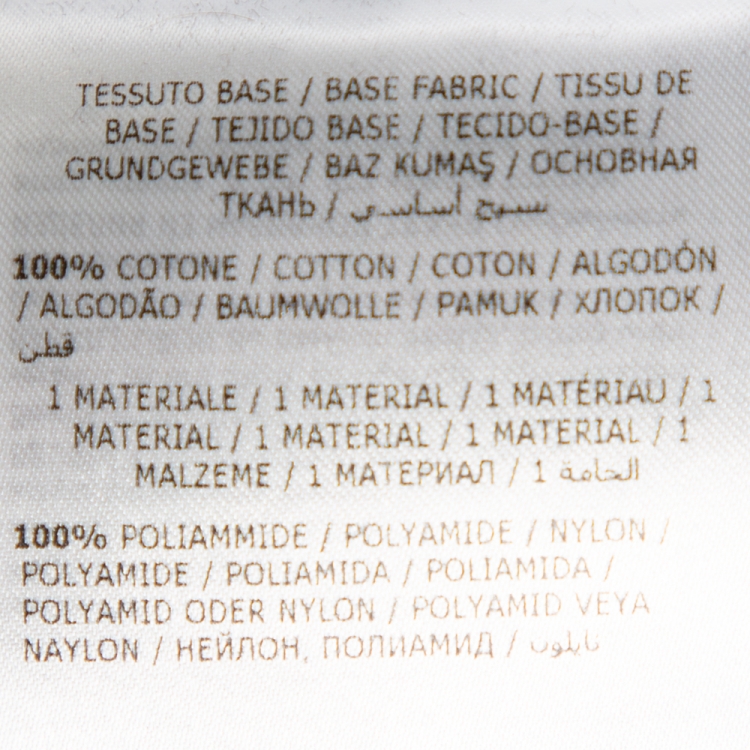 TESSUTO BASE / BASE FABRIC / TISSU DE
BASE / TEJIDO BASE / TECIDO-BASE /
GRUNDGEWEBE / BAZ KUMAŞ / ОСНОВНАЯ
ТКАНЬ / نسيج أساسي
100% COTONE / COTTON / COTON / ALGODÓN
/ ALGODÃO / BAUMWOLLE / PAMUK / ХЛОПОК /
قطن
1 MATERIALE / 1 MATERIAL / 1 MATÉRIAU / 1
MATERIAL / 1 MATERIAL / 1 MATERIAL / 1
MALZEME / 1 МАТЕРИАЛ / 1 الخامة
100% POLIAMMIDE / POLYAMIDE / NYLON /
POLYAMIDE / POLIAMIDA / POLIAMIDA /
POLYAMID ODER NYLON / POLYAMID VEYA
NAYLON / НЕЙЛОН, ПОЛИАМИД / نايلون